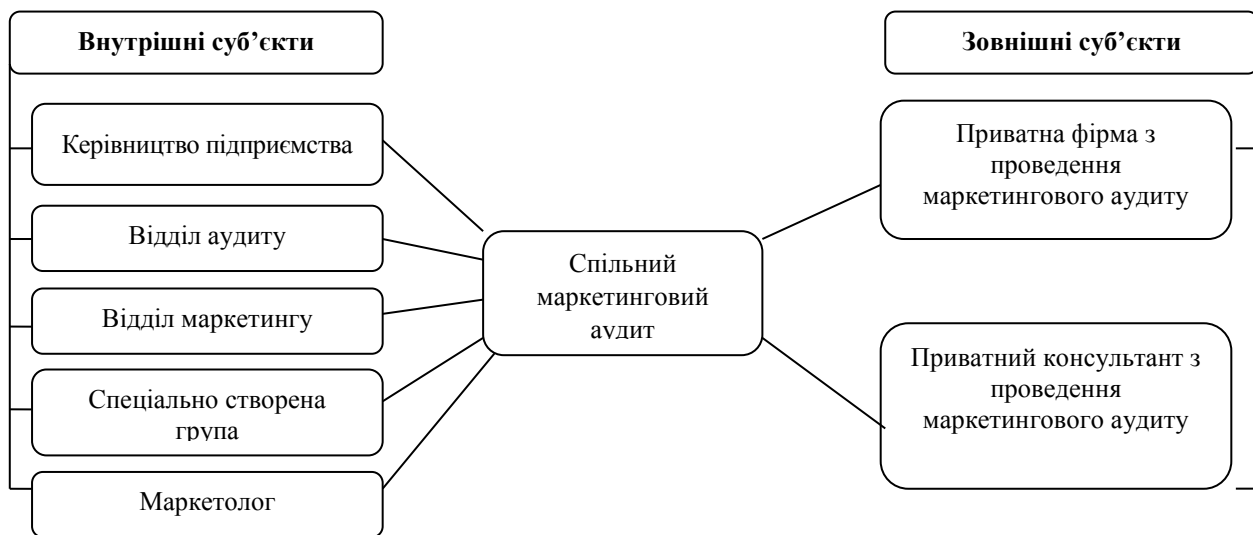 Внутрішні суб’єкти
Керівництво підприємства
Відділ аудиту
Відділ маркетингу
Спеціально створена
група
Маркетолог
Спільний
маркетинговий
аудит
Зовнішні суб’єкти
Приватна фірма з
проведення
маркетингового аудиту
Приватний консультант з
проведення
маркетингового аудиту